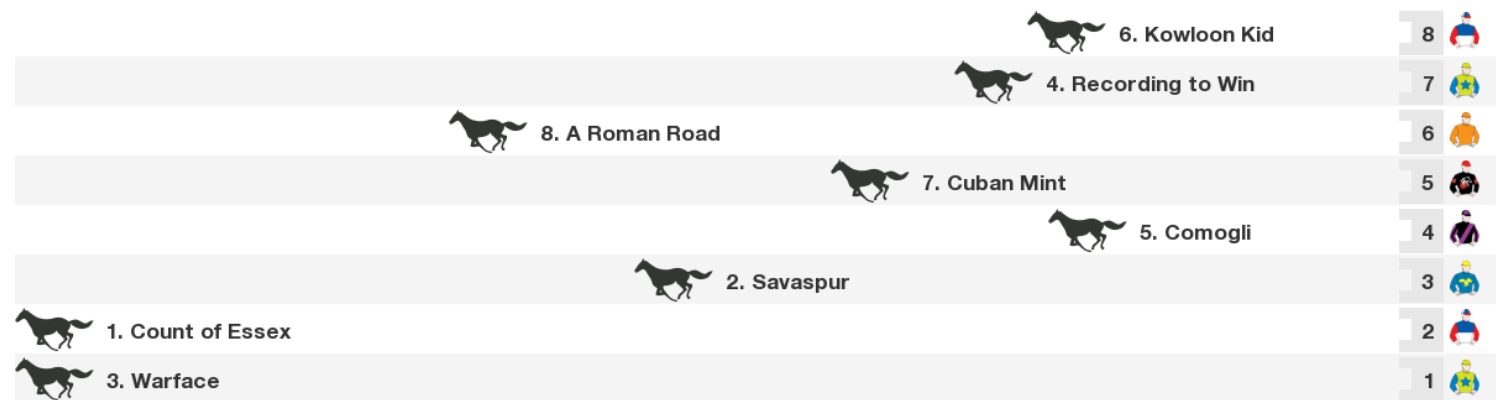 6. Kowloon Kid 8
4. Recording to Win 7
8. A Roman Road 6
7. Cuban Mint 5
5. Comogli 4
2. Savaspur 3
1. Count of Essex 2
3. Warface 1